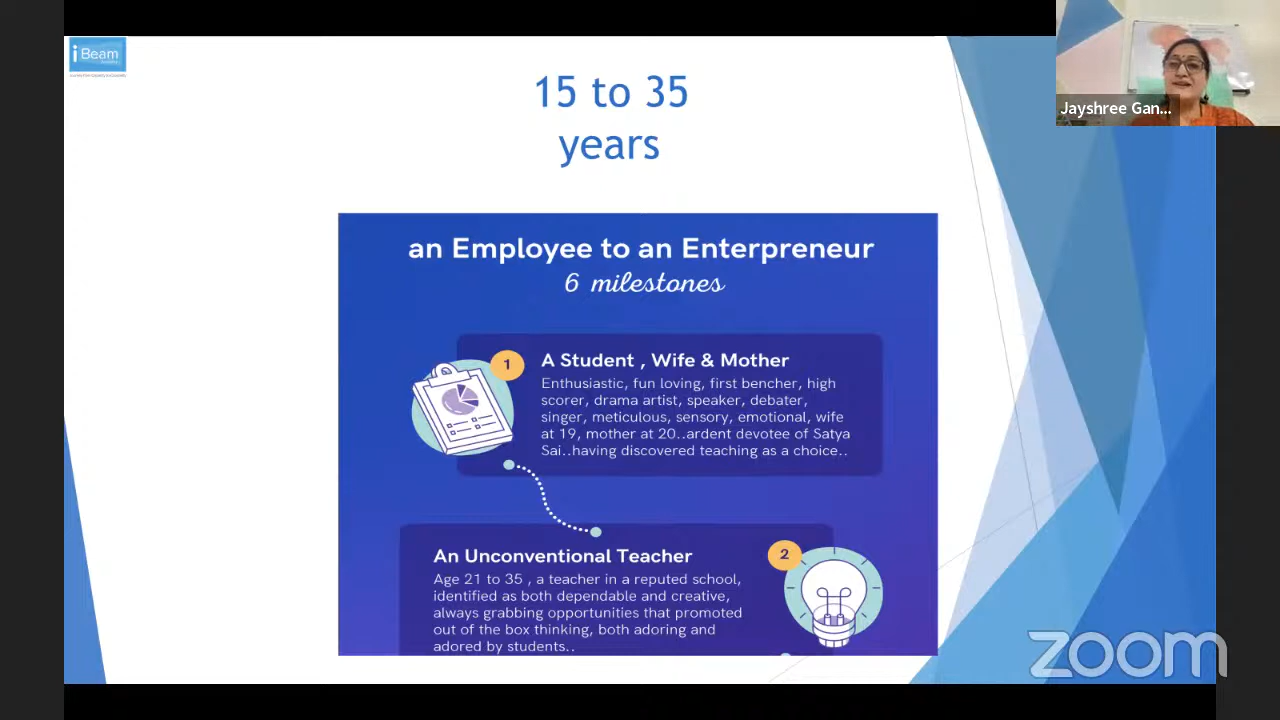 i Beam
15 to 35
years
Jayshree Gan...
an Employee to an Enterpreneur
6 milestones
1
A Student , Wife & Mother
Enthusiastic, fun loving, first bencher, high
scorer, drama artist, speaker, debater,
singer, meticulous, sensory, emotional, wife
at 19, mother at 20..ardent devotee of Satya
Sai..having discovered teaching as a choice..
An Unconventional Teacher
2
Age 21 to 35 , a teacher in a reputed school,
identified as both dependable and creative,
always grabbing opportunities that promoted
out of the box thinking, both adoring and
adored by students..
zoom